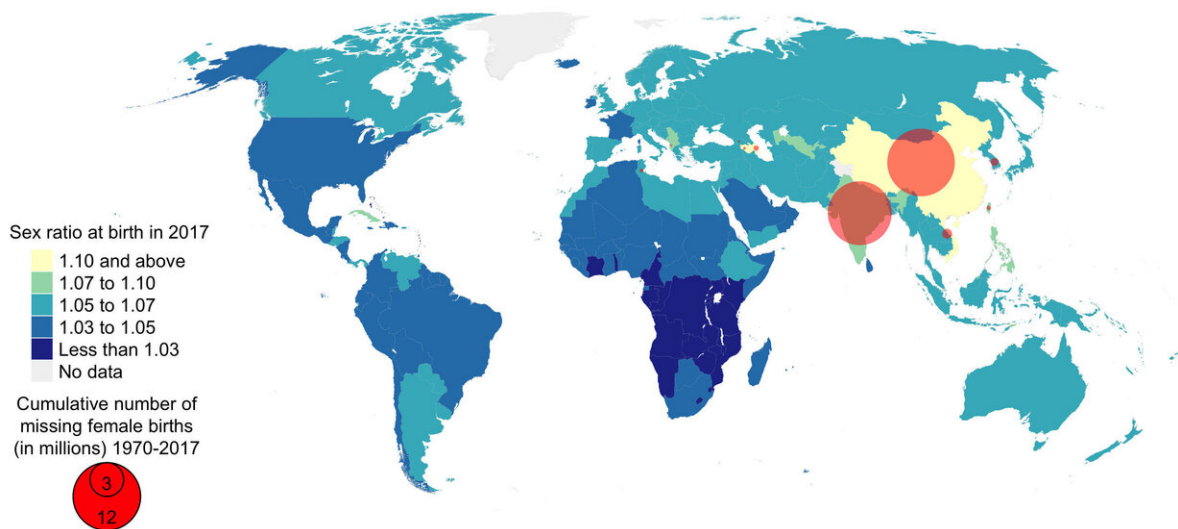 Sex ratio at birth in 2017
1.10 and above
1.07 to 1.10
1.05 to 1.07
1.03 to 1.05
Less than 1.03
No data
Cumulative number of
missing female births
(in millions) 1970-2017
3
12